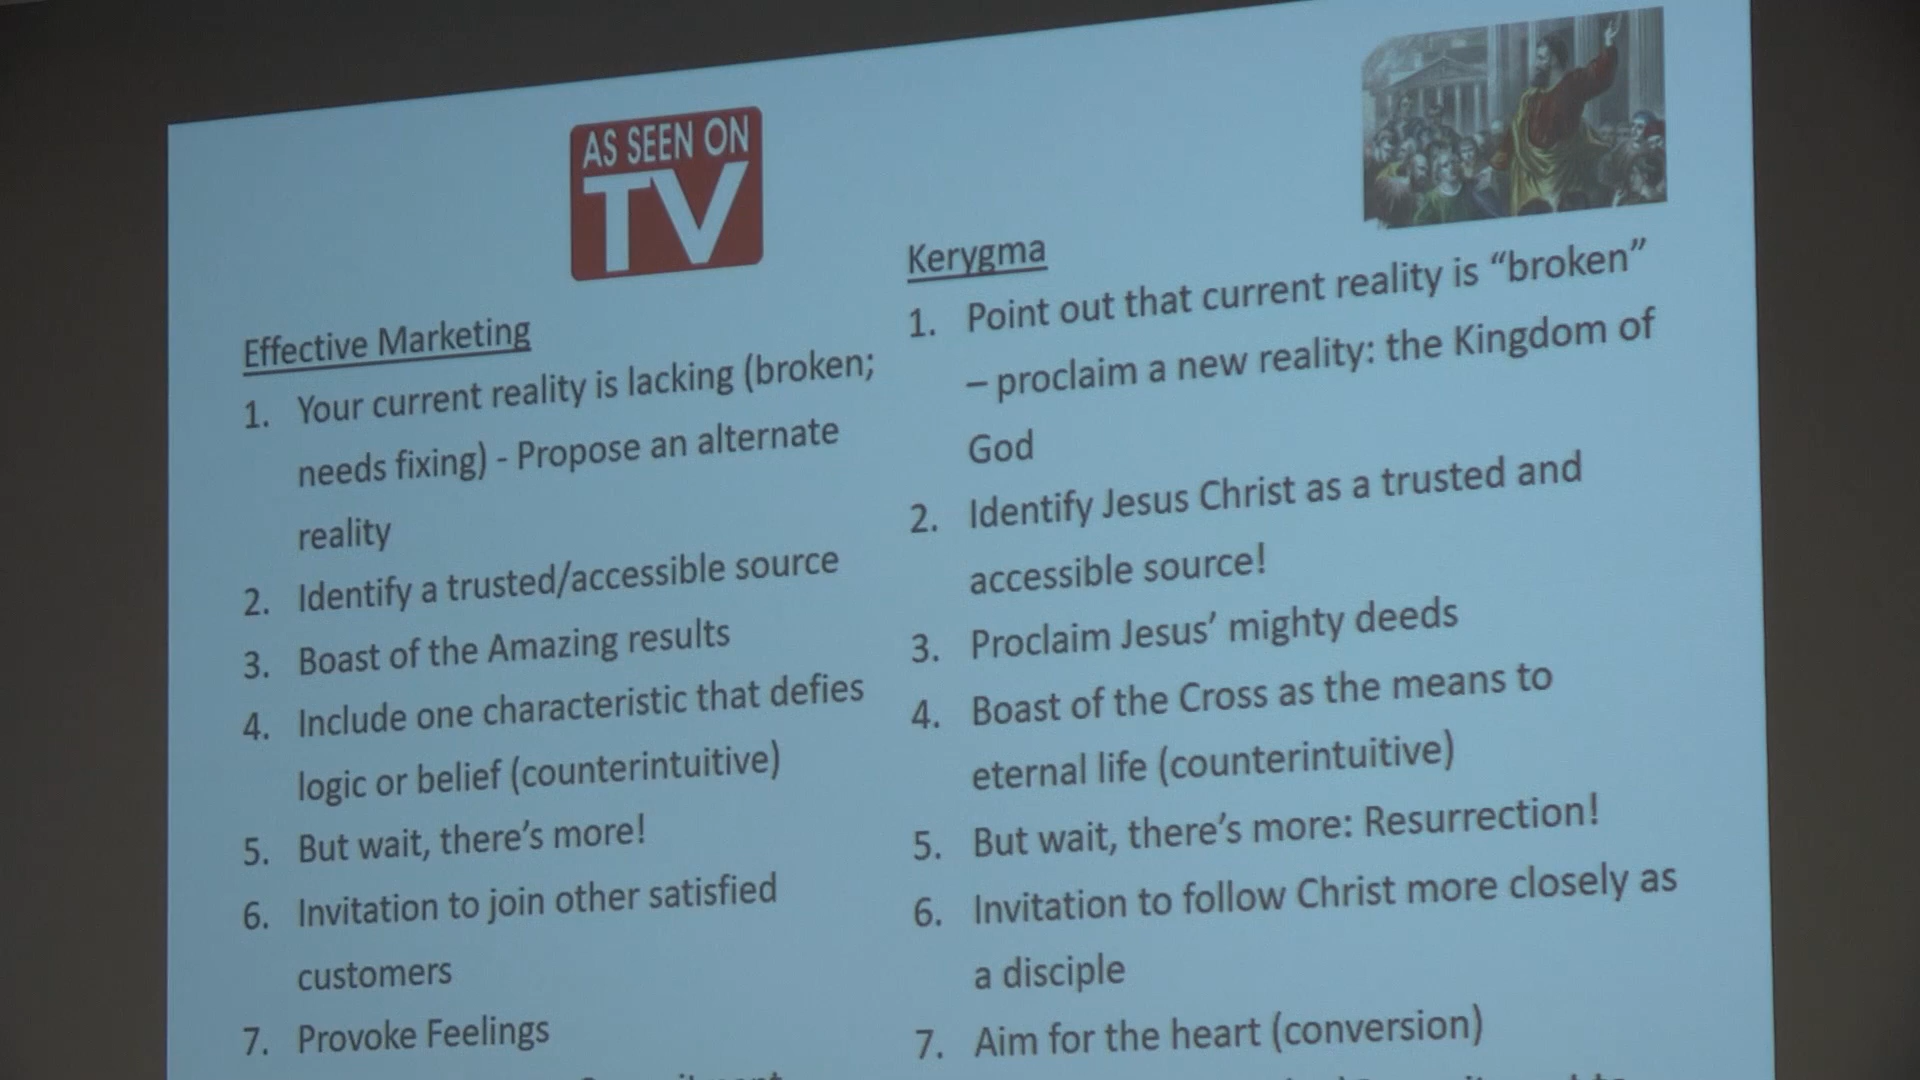 AS SEEN ON
TV
Effective Marketing
1. Your current reality is lacking (broken;
needs fixing) - Propose an alternate
reality
2. Identify a trusted/accessible source
3. Boast of the Amazing results
4. Include one characteristic that defies
logic or belief (counterintuitive)
5. But wait, there's more!
6. Invitation to join other satisfied
customers
7. Provoke Feelings
Kerygma
1. Point out that current reality is “broken”
– proclaim a new reality: the Kingdom of
God
2. Identify Jesus Christ as a trusted and
accessible source!
3. Proclaim Jesus’ mighty deeds
4. Boast of the Cross as the means to
eternal life (counterintuitive)
5. But wait, there’s more: Resurrection!
6. Invitation to follow Christ more closely as
a disciple
7. Aim for the heart (conversion)